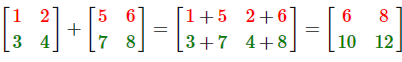 [1 2] + [5 6] = [1+5 2+6] = [6 8]
[3 4] [7 8] [3+7 4+8] [10 12]